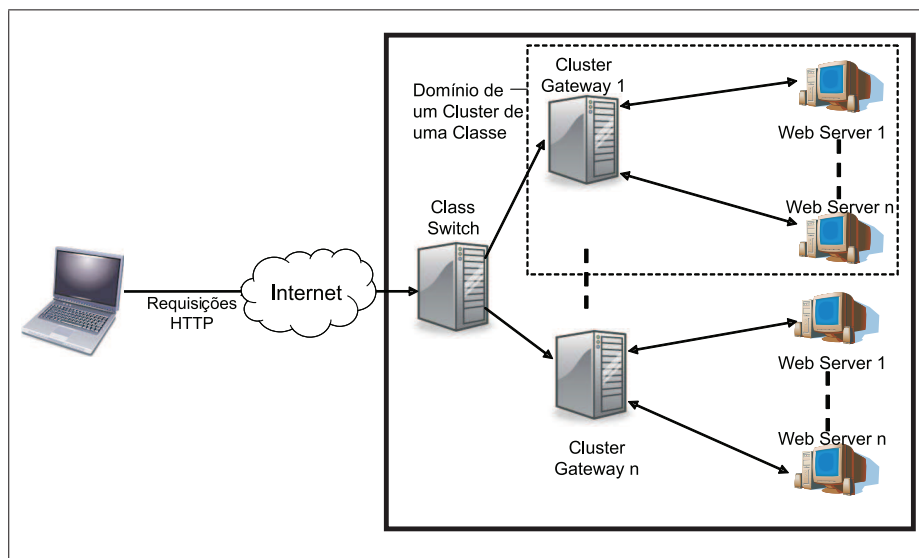 Cluster
Gateway 1
Domínio de
um Cluster de
uma Classe
Web Server 1
Web Server n
Class
Switch
Internet
Requisições
HTTP
Web Server 1
Web Server n
Cluster
Gateway n